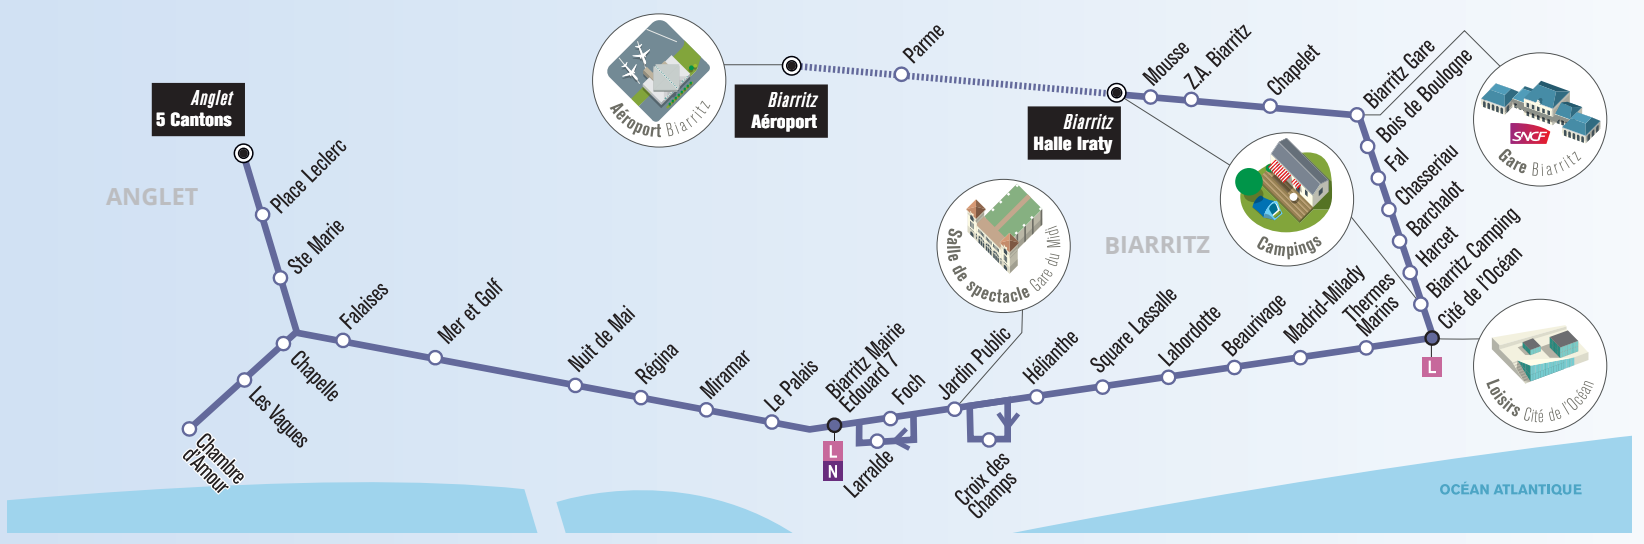 Anglet
5 Cantons
ANGLET
Place Leclerc
Ste Marie
Falaises
Chapelle
Les Vagues
Chambre
d'Amour
Mer et Golf
Nuit de Mai
Régina
Miramar
Le Palais
Biarritz Mairie
Edouard 7
L
N
Foch
Larralde
Jardin Public
Croix des
Champs
Hélianthe
Square Lassalle
Labordotte
Beaurivage
Madrid-Milady
Thermes
Marins
Cité de l'Océan
L
Biarritz Camping
Harcet
Barchalot
Chasseriau
Fal
Bois de Boulogne
Biarritz Gare
Chapelet
Z.A. Biarritz
Mousse
Biarritz
Halle Iraty
Parme
Biarritz
Aéroport
Aéroport Biarritz
Salle de spectacle Gare du Midi
BIARRITZ
Campings
SNCF
Gare Biarritz
Loisirs Cité de l'Océan
OCÉAN ATLANTIQUE